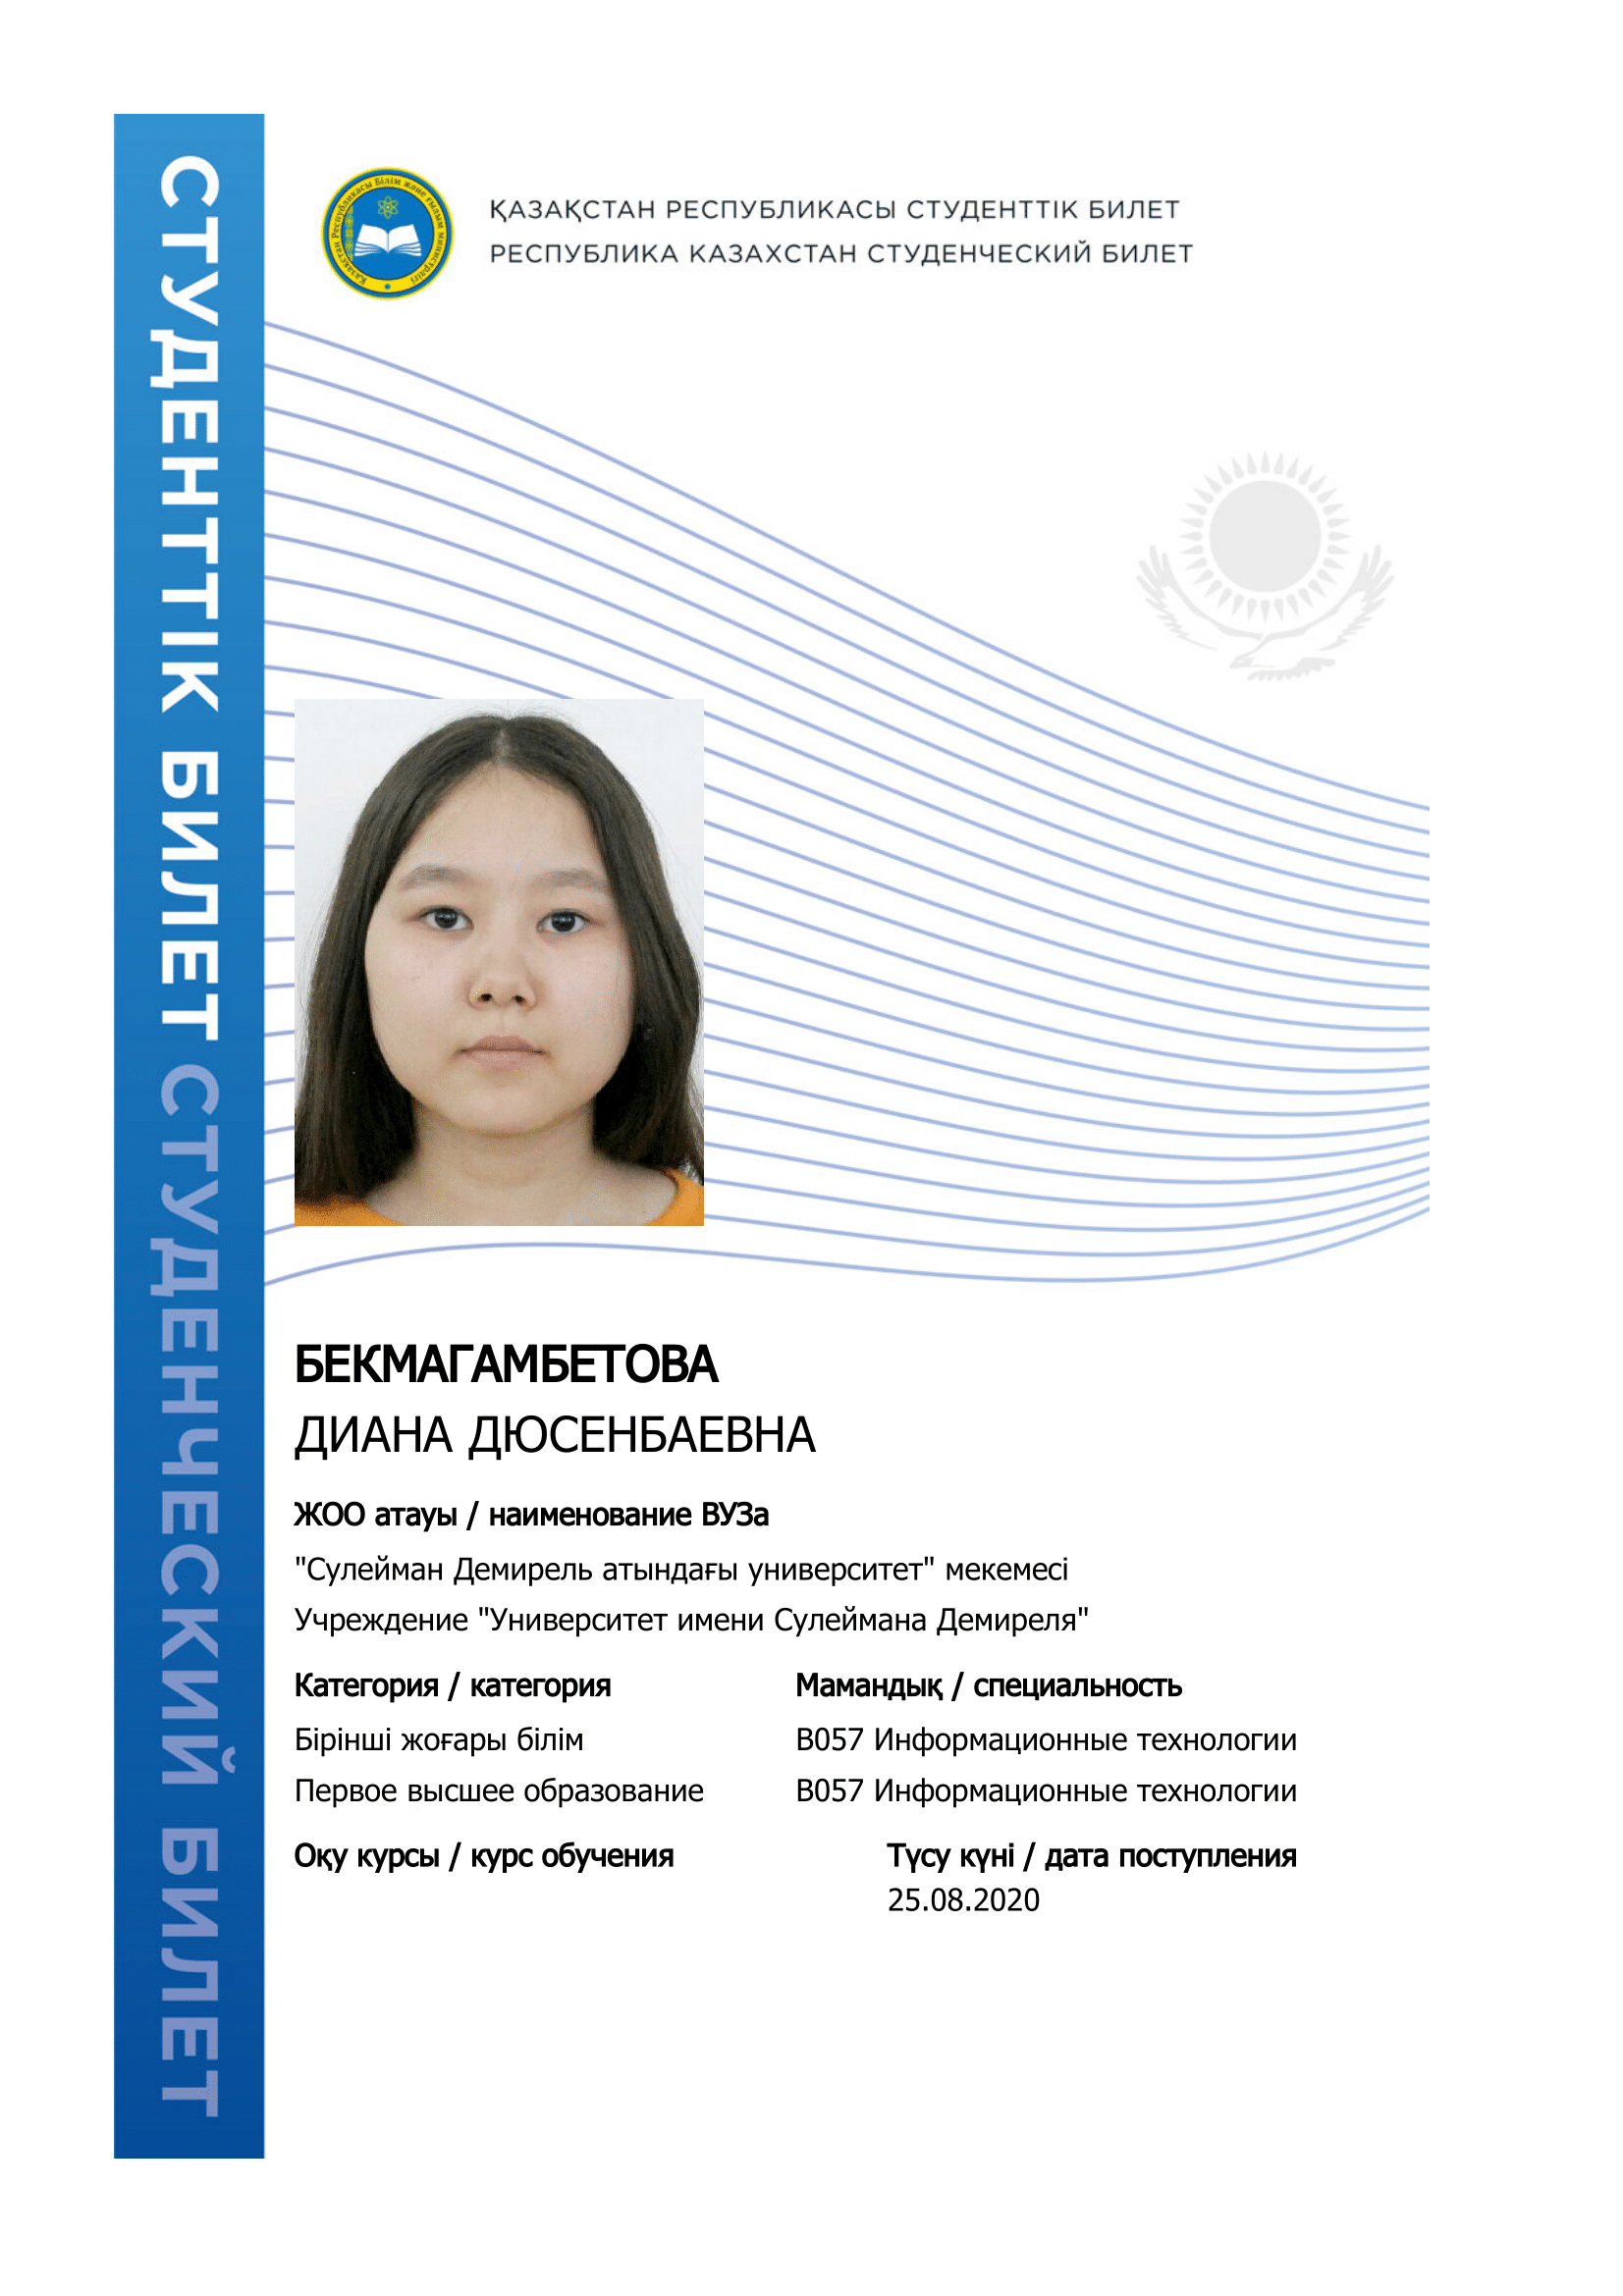 СТУДЕНТТІК БИЛЕТ СТУДЕНЧЕСКИЙ БИЛЕТ
Қазақстан Республикасы Білім және ғылым министрлігі
ҚАЗАҚСТАН РЕСПУБЛИКАСЫ СТУДЕНТТІК БИЛЕТ
РЕСПУБЛИКА КАЗАХСТАН СТУДЕНЧЕСКИЙ БИЛЕТ
БЕКМАГАМБЕТОВА
ДИАНА ДЮСЕНБАЕВНА
ЖОО атауы / наименование ВУЗа
"Сулейман Демирель атындағы университет" мекемесі
Учреждение "Университет имени Сулеймана Демиреля"
Категория / категория Мамандық / специальность
Бірінші жоғары білім В057 Информационные технологии
Первое высшее образование В057 Информационные технологии
Оқу курсы / курс обучения Түсу күні / дата поступления
25.08.2020